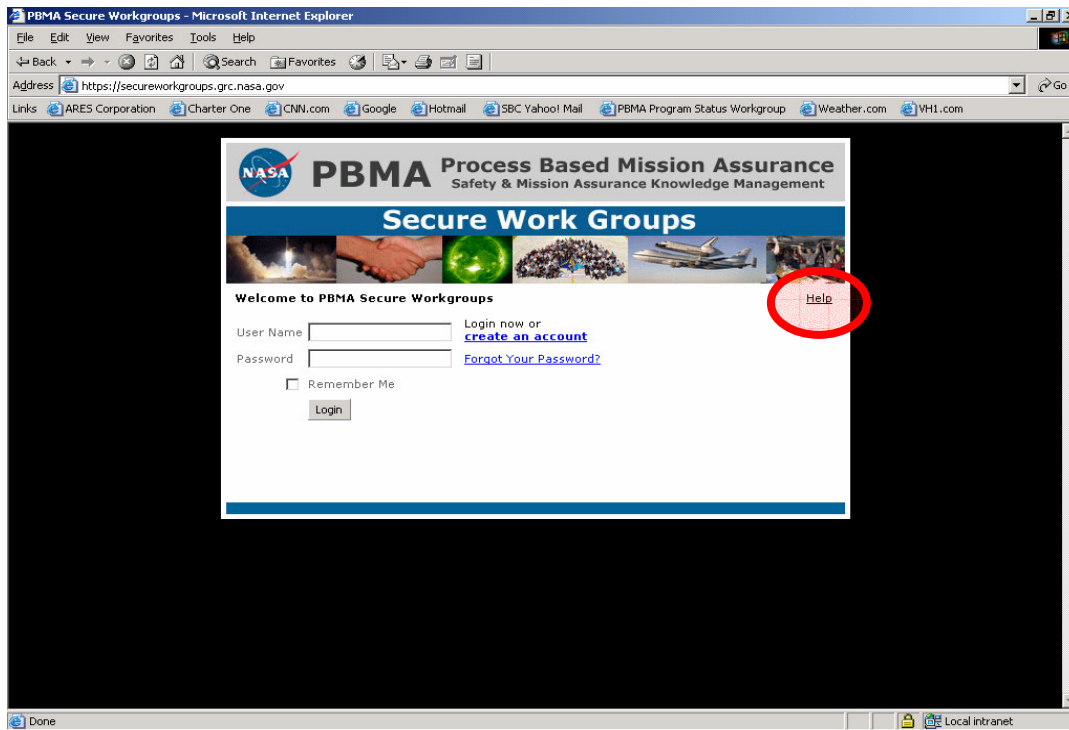 PBMA Secure Workgroups - Microsoft Internet Explorer
File Edit View Favorites Tools Help
Back Search Favorites
Address https://secureworkgroups.grc.nasa.gov Go
Links ARES Corporation Charter One CNN.com Google Hotmail SBC Yahoo! Mail PBMA Program Status Workgroup Weather.com VH1.com
NASA PBMA Process Based Mission Assurance
Safety & Mission Assurance Knowledge Management
Secure Work Groups
Welcome to PBMA Secure Workgroups Help
User Name Login now or
create an account
Password Forgot Your Password?
Remember Me
Login
Done Local intranet